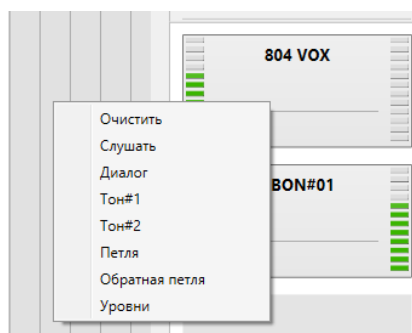 804 VOX
Очистить
Слушать
Диалог
Тон#1
BON#01
Тон#2
Петля
Обратная петля
Уровни